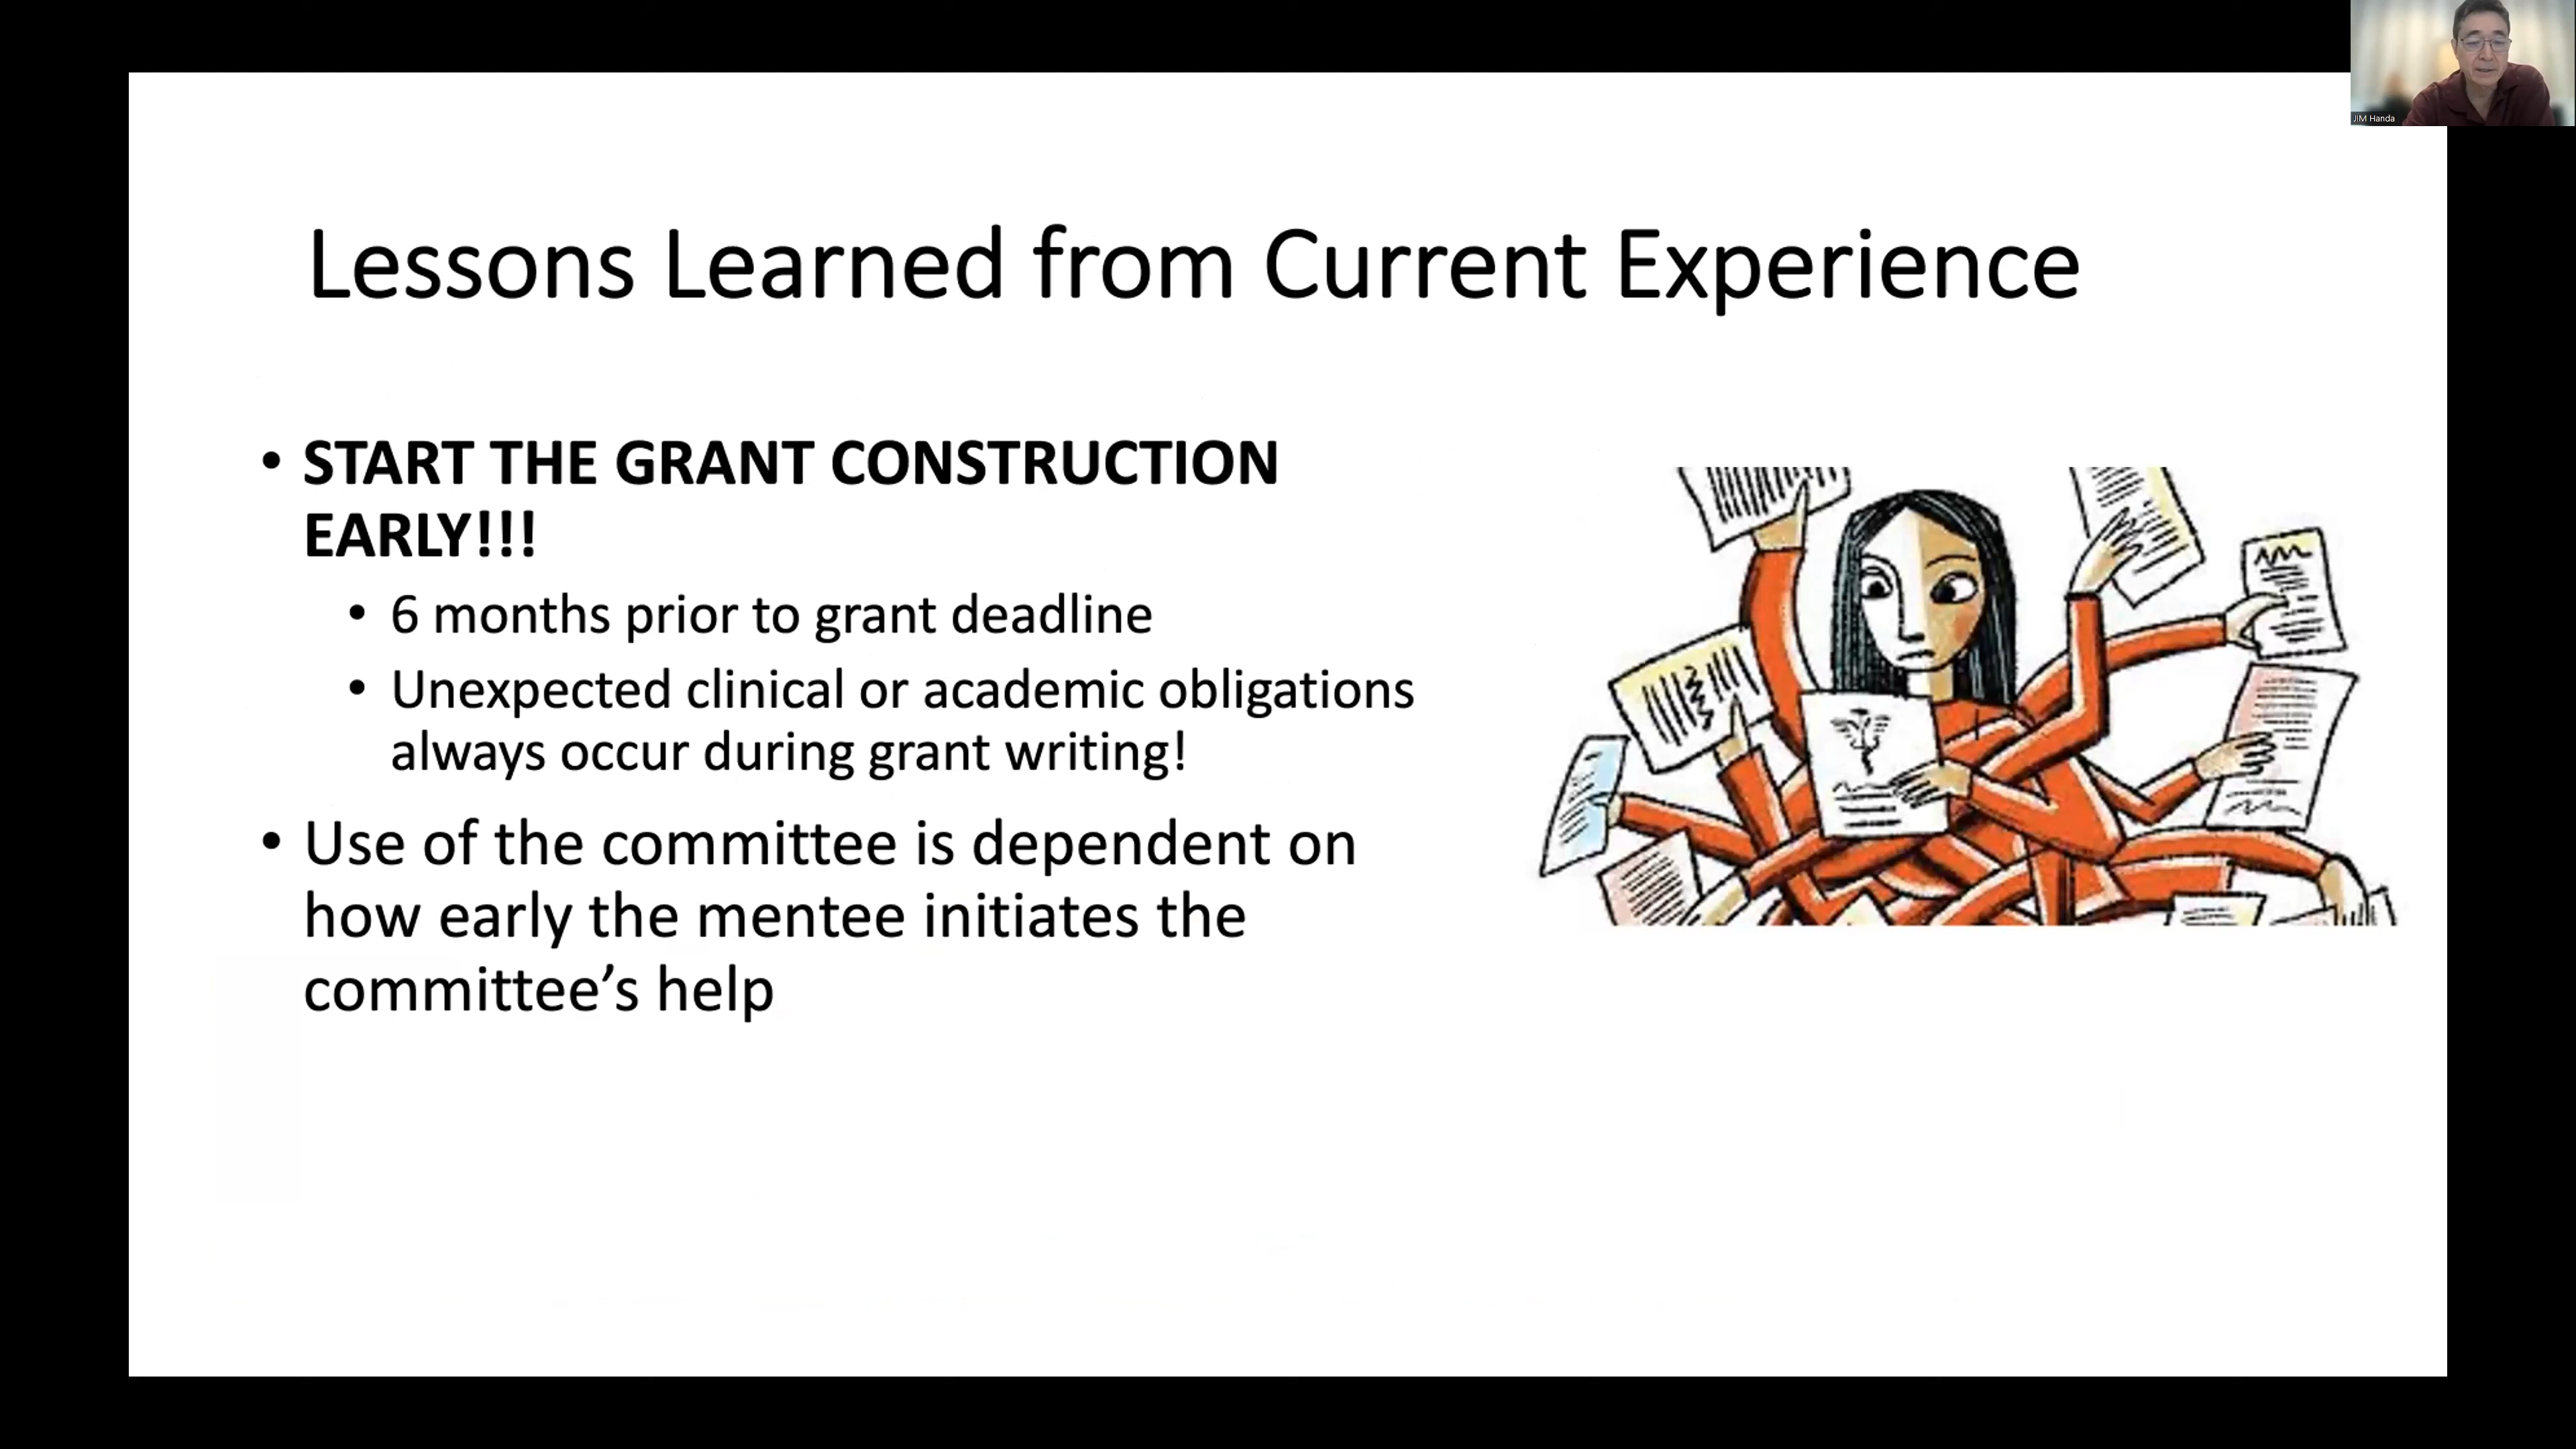 JIM Handa
Lessons Learned from Current Experience
• START THE GRANT CONSTRUCTION
EARLY!!!
• 6 months prior to grant deadline
• Unexpected clinical or academic obligations
always occur during grant writing!
• Use of the committee is dependent on
how early the mentee initiates the
committee’s help